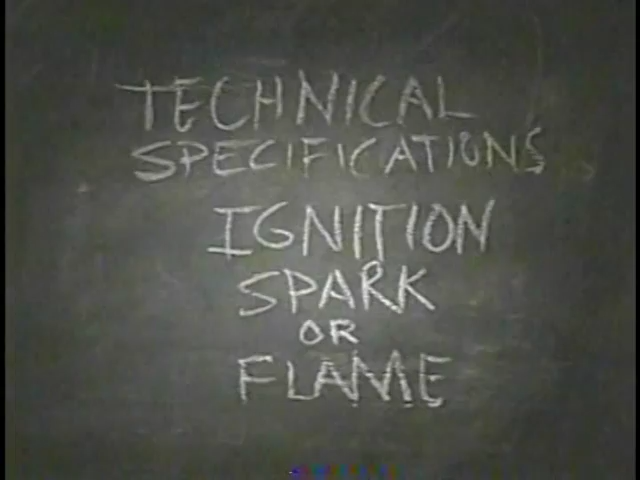 TECHNICAL
SPECIFICATIONS
IGNITION
SPARK
OR
FLAME